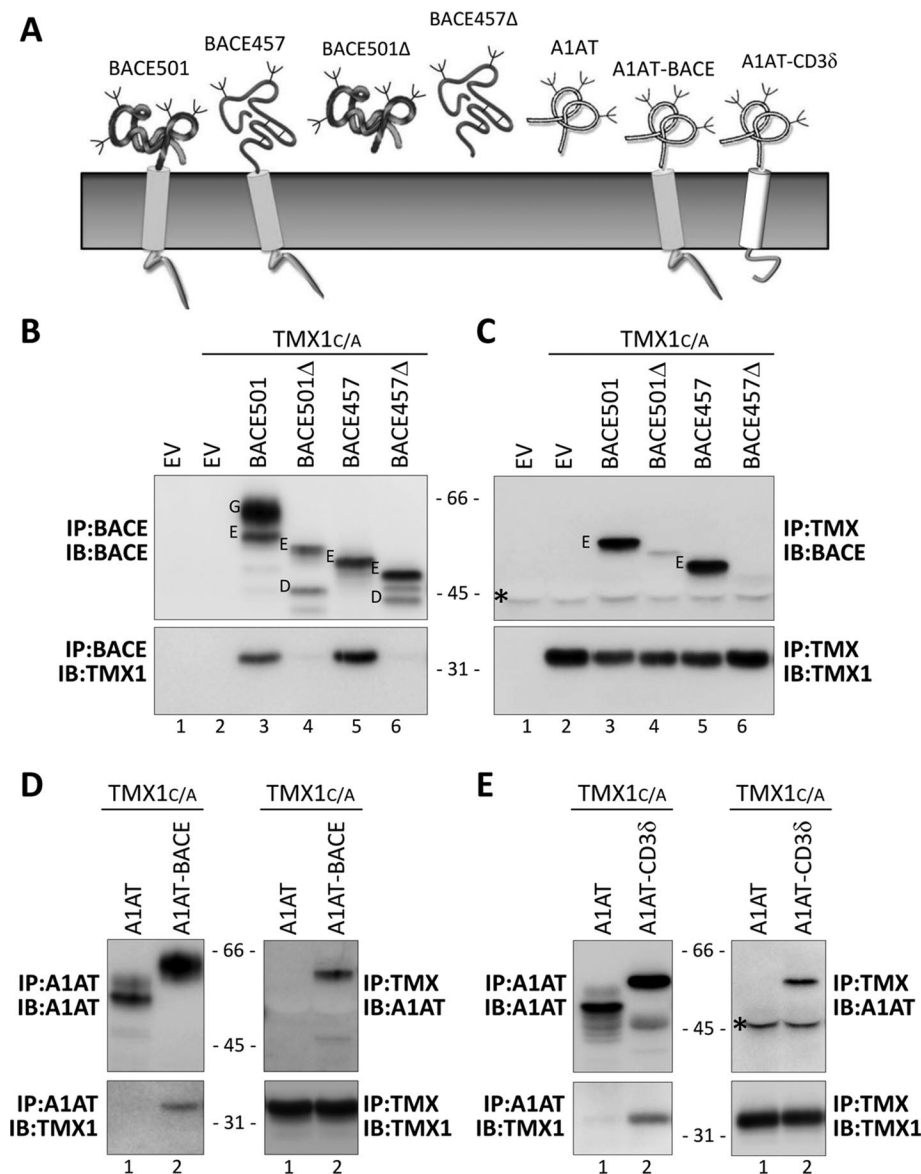 A
BACE501
BACE457
BACE501Δ
BACE457Δ
A1AT
A1AT-BACE
A1AT-CD3δ
B
TMX1C/A
EV
EV
BACE501
BACE501Δ
BACE457
BACE457Δ
IP:BACE
IB:BACE
G
E
E
D
E
E
D
- 66 -
- 45 -
IP:BACE
IB:TMX1
- 31 -
1 2 3 4 5 6
C
TMX1C/A
EV
EV
BACE501
BACE501Δ
BACE457
BACE457Δ
E
E
*
IP:TMX
IB:BACE
IP:TMX
IB:TMX1
1 2 3 4 5 6
D
TMX1C/A
A1AT
A1AT-BACE
TMX1C/A
A1AT
A1AT-BACE
IP:A1AT
IB:A1AT
- 66 -
- 45 -
IP:TMX
IB:A1AT
IP:A1AT
IB:TMX1
- 31 -
IP:TMX
IB:TMX1
1 2
1 2
E
TMX1C/A
A1AT
A1AT-CD3δ
TMX1C/A
A1AT
A1AT-CD3δ
IP:A1AT
IB:A1AT
- 66 -
- 45 -
*
IP:TMX
IB:A1AT
IP:A1AT
IB:TMX1
- 31 -
IP:TMX
IB:TMX1
1 2
1 2